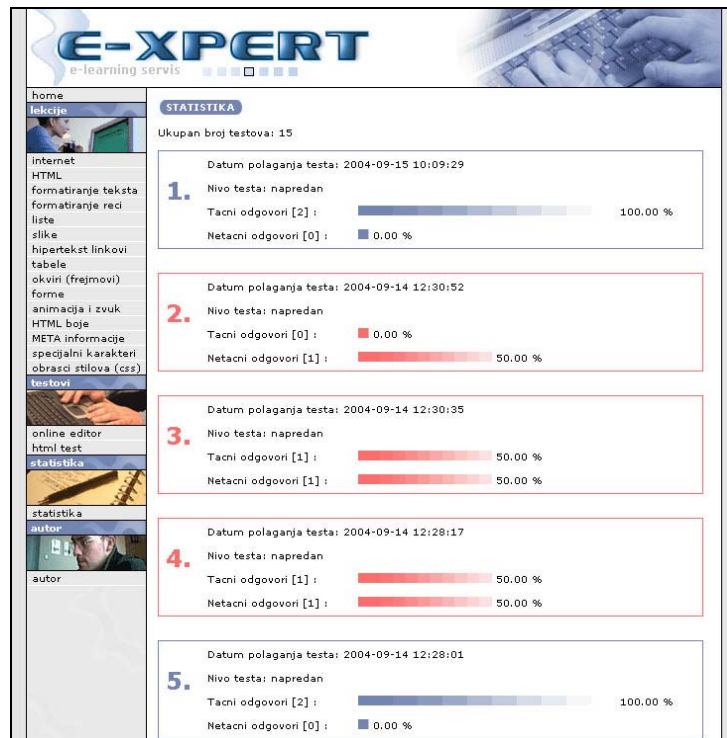 E-XPERT
e-learning servis
home
lekcije
internet
HTML
formatiranje teksta
formatiranje reci
liste
slike
hipertekst linkovi
tabele
okviri (frejmovi)
forme
animacija i zvuk
HTML boje
META informacije
specijalni karakteri
obrasci stilova (css)
testovi
online editor
html test
statistika
statistika
autor
autor
STATISTIKA
Ukupan broj testova: 15
1.
Datum polaganja testa: 2004-09-15 10:09:29
Nivo testa: napredan
Tacni odgovori [2] : 100.00 %
Netacni odgovori [0] : 0.00 %
2.
Datum polaganja testa: 2004-09-14 12:30:52
Nivo testa: napredan
Tacni odgovori [0] : 0.00 %
Netacni odgovori [1] : 50.00 %
3.
Datum polaganja testa: 2004-09-14 12:30:35
Nivo testa: napredan
Tacni odgovori [1] : 50.00 %
Netacni odgovori [1] : 50.00 %
4.
Datum polaganja testa: 2004-09-14 12:28:17
Nivo testa: napredan
Tacni odgovori [1] : 50.00 %
Netacni odgovori [1] : 50.00 %
5.
Datum polaganja testa: 2004-09-14 12:28:01
Nivo testa: napredan
Tacni odgovori [2] : 100.00 %
Netacni odgovori [0] : 0.00 %